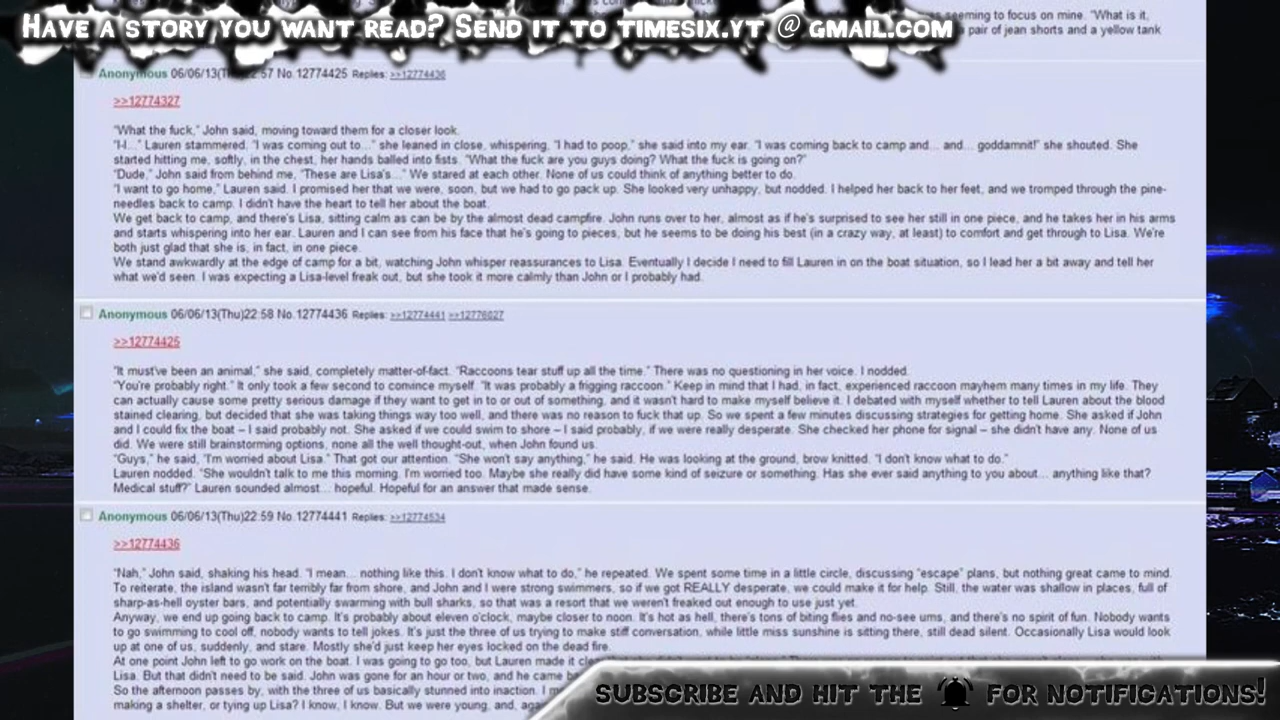 eeming to focus on mine. "What is it,
HAVE A STORY YOU WANT READ? SEND IT TO TIMESIX.YT @ GMAIL.COM
pair of jean shorts and a yellow tank
Anonymous 06/06/13(Thu)22:57 No.12774425 Replies: >>12774436
>>12774327
"What the fuck," John said, moving toward them for a closer look.
"I-I..." Lauren stammered. "I was coming out to..." she leaned in close, whispering, "I had to poop," she said into my ear. "I was coming back to camp and... and... goddamnit!" she shouted. She
started hitting me, softly, in the chest, her hands balled into fists. "What the fuck are you guys doing? What the fuck is going on?"
"Dude," John said from behind me, "These are Lisa's..." We stared at each other. None of us could think of anything better to do.
"I want to go home," Lauren said. I promised her that we were, soon, but we had to go pack up. She looked very unhappy, but nodded. I helped her back to her feet, and we tromped through the pine-
needles back to camp. I didn't have the heart to tell her about the boat.
We get back to camp, and there's Lisa, sitting calm as can be by the almost dead campfire. John runs over to her, almost as if he's surprised to see her still in one piece, and he takes her in his arms
and starts whispering into her ear. Lauren and I can see from his face that he's going to pieces, but he seems to be doing his best (in a crazy way, at least) to comfort and get through to Lisa. We're
both just glad that she is, in fact, in one piece.
We stand awkwardly at the edge of camp for a bit, watching John whisper reassurances to Lisa. Eventually I decide I need to fill Lauren in on the boat situation, so I lead her a bit away and tell her
what we'd seen. I was expecting a Lisa-level freak out, but she took it more calmly than John or I probably had.
Anonymous 06/06/13(Thu)22:58 No.12774436 Replies: >>12774441 >>12776027
>>12774425
"It must've been an animal," she said, completely matter-of-fact. "Raccoons tear stuff up all the time." There was no questioning in her voice. I nodded.
"You're probably right." It only took a few second to convince myself. "It was probably a frigging raccoon." Keep in mind that I had, in fact, experienced raccoon mayhem many times in my life. They
can actually cause some pretty serious damage if they want to get in to or out of something, and it wasn't hard to make myself believe it. I debated with myself whether to tell Lauren about the blood
stained clearing, but decided that she was taking things way too well, and there was no reason to fuck that up. So we spent a few minutes discussing strategies for getting home. She asked if John
and I could fix the boat – I said probably not. She asked if we could swim to shore – I said probably, if we were really desperate. She checked her phone for signal – she didn't have any. None of us
did. We were still brainstorming options, none all the well thought-out, when John found us.
"Guys," he said, "I'm worried about Lisa." That got our attention. "She won't say anything," he said. He was looking at the ground, brow knitted. "I don't know what to do."
Lauren nodded. "She wouldn't talk to me this morning. I'm worried too. Maybe she really did have some kind of seizure or something. Has she ever said anything to you about... anything like that?
Medical stuff?" Lauren sounded almost... hopeful. Hopeful for an answer that made sense.
Anonymous 06/06/13(Thu)22:59 No.12774441 Replies: >>12774534
>>12774436
"Nah," John said, shaking his head. "I mean... nothing like this. I don't know what to do," he repeated. We spent some time in a little circle, discussing "escape" plans, but nothing great came to mind.
To reiterate, the island wasn't far terribly far from shore, and John and I were strong swimmers, so if we got REALLY desperate, we could make it for help. Still, the water was shallow in places, full of
sharp-as-hell oyster bars, and potentially swarming with bull sharks, so that was a resort that we weren't freaked out enough to use just yet.
Anyway, we end up going back to camp. It's probably about eleven o'clock, maybe closer to noon. It's hot as hell, there's tons of biting flies and no-see ums, and there's no spirit of fun. Nobody wants
to go swimming to cool off, nobody wants to tell jokes. It's just the three of us trying to make stiff conversation, while little miss sunshine is sitting there, still dead silent. Occasionally Lisa would look
up at one of us, suddenly, and stare. Mostly she'd just keep her eyes locked on the dead fire.
At one point John left to go work on the boat. I was going to go too, but Lauren made it
Lisa. But that didn't need to be said. John was gone for an hour or two, and he came
So the afternoon passes by, with the three of us basically stunned into inaction. I
making a shelter, or tying up Lisa? I know, I know. But we were young, and,
SUBSCRIBE AND HIT THE FOR NOTIFICATIONS!